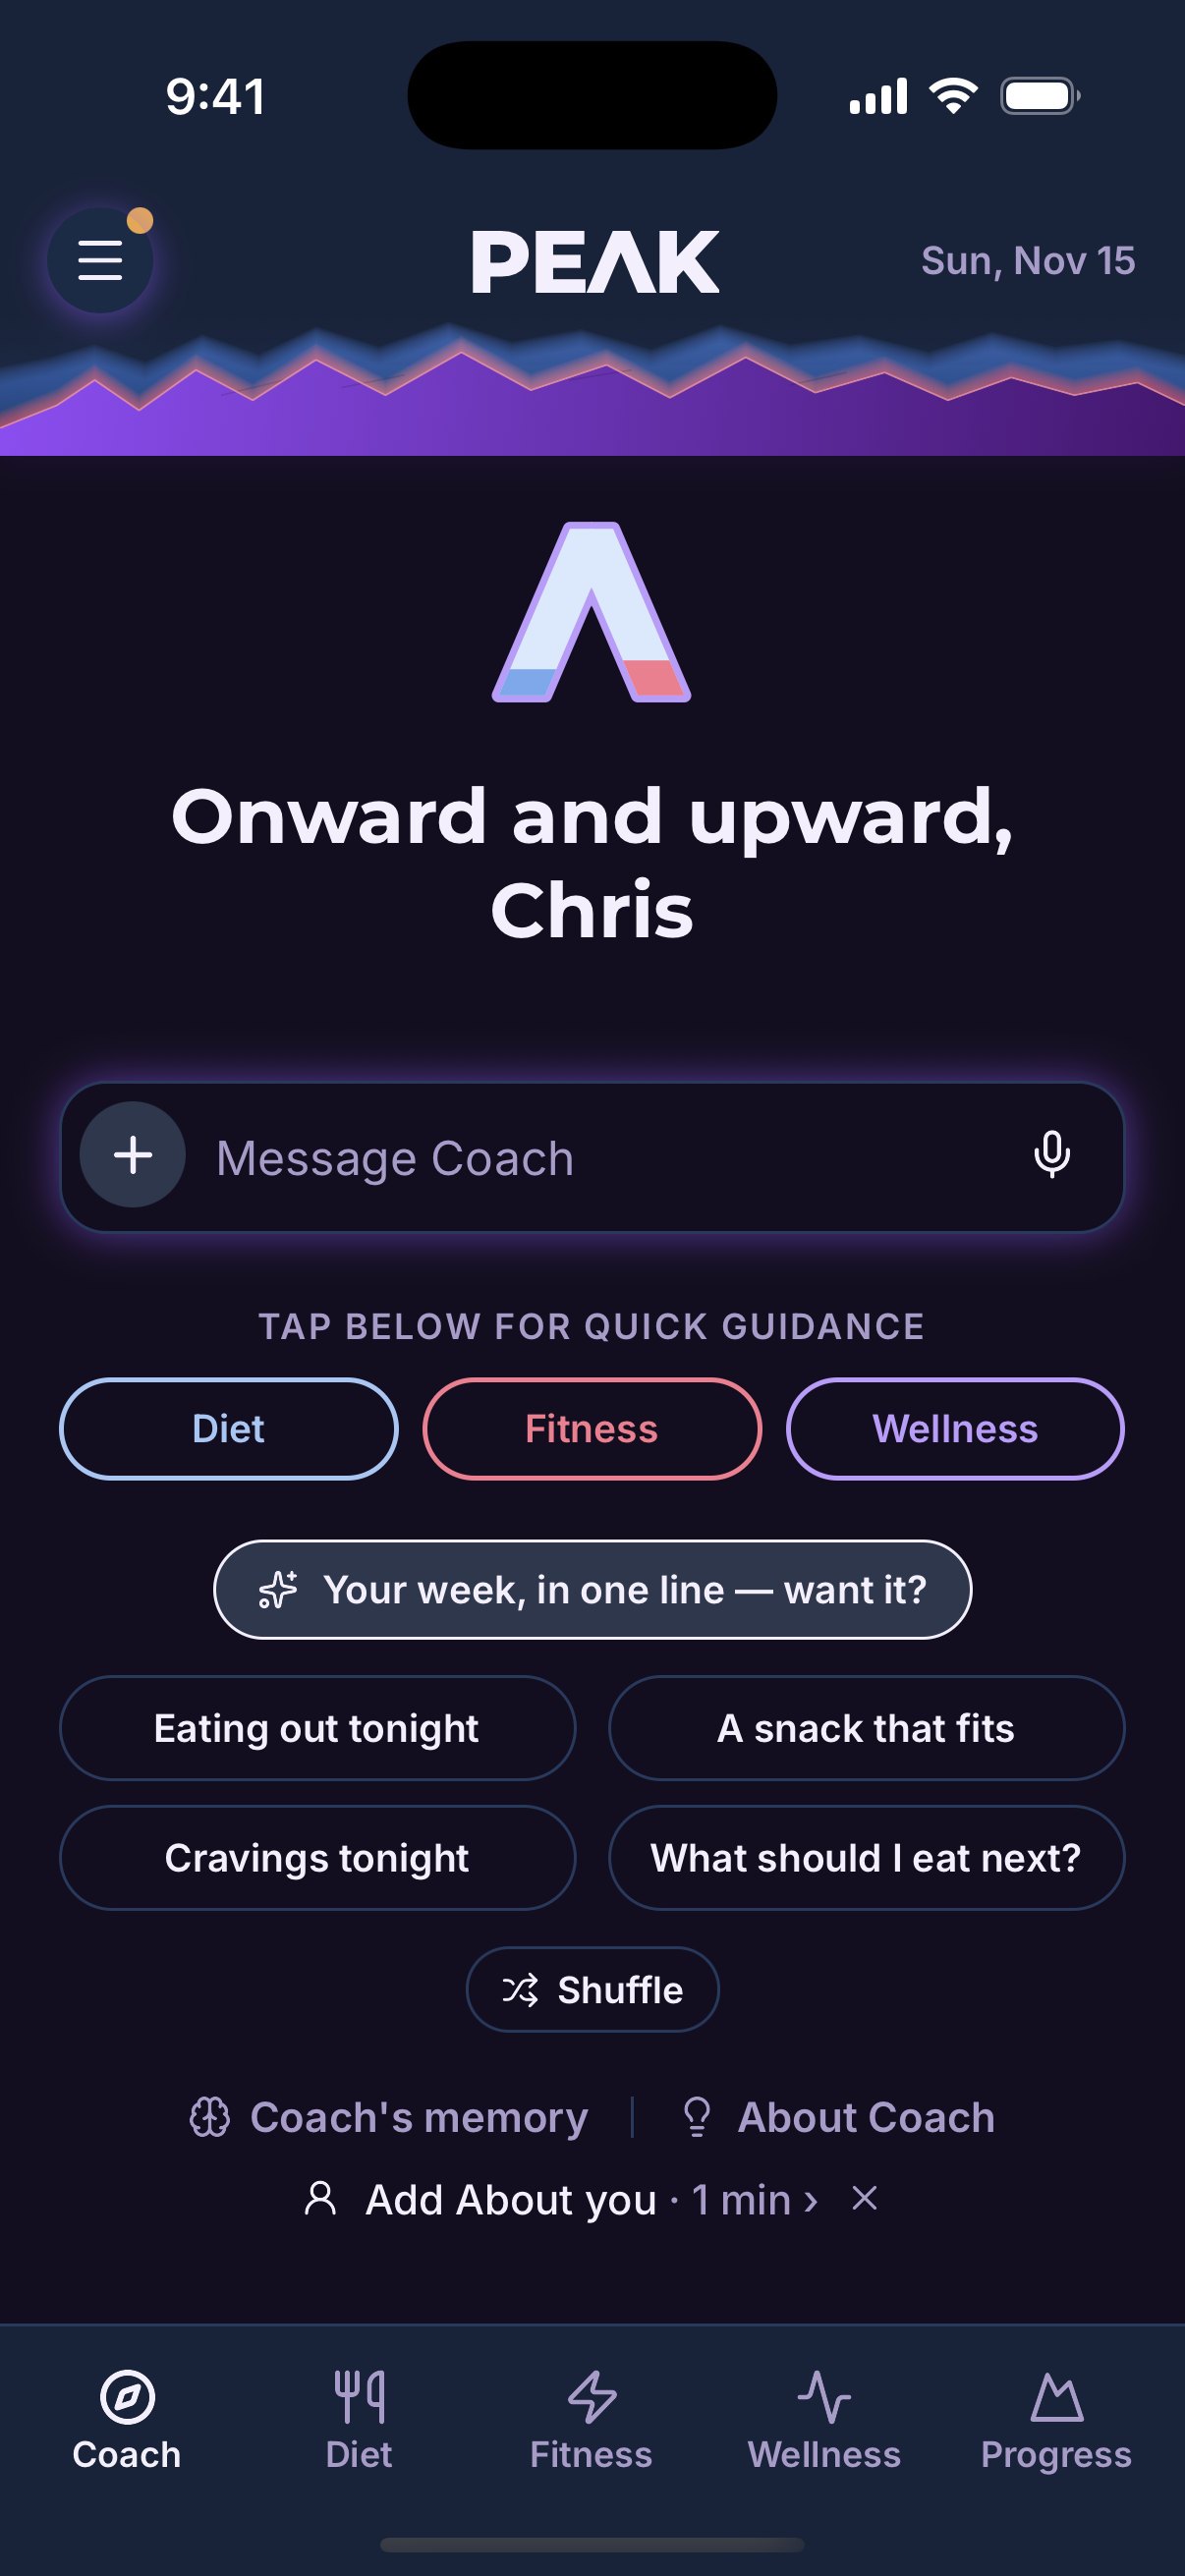 9:41
PEAK
Sun, Nov 15
Onward and upward,
Chris
Message Coach
TAP BELOW FOR QUICK GUIDANCE
Diet
Fitness
Wellness
Your week, in one line — want it?
Eating out tonight
A snack that fits
Cravings tonight
What should I eat next?
Shuffle
Coach's memory
About Coach
Add About you · 1 min ›
Coach
Diet
Fitness
Wellness
Progress